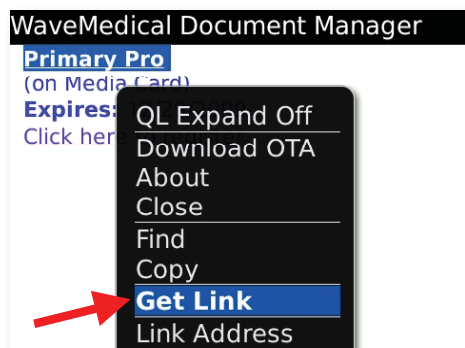 WaveMedical Document Manager
Primary Pro
(on Media Card)
Expires:
Click here
QL Expand Off
Download OTA
About
Close
Find
Copy
Get Link
Link Address